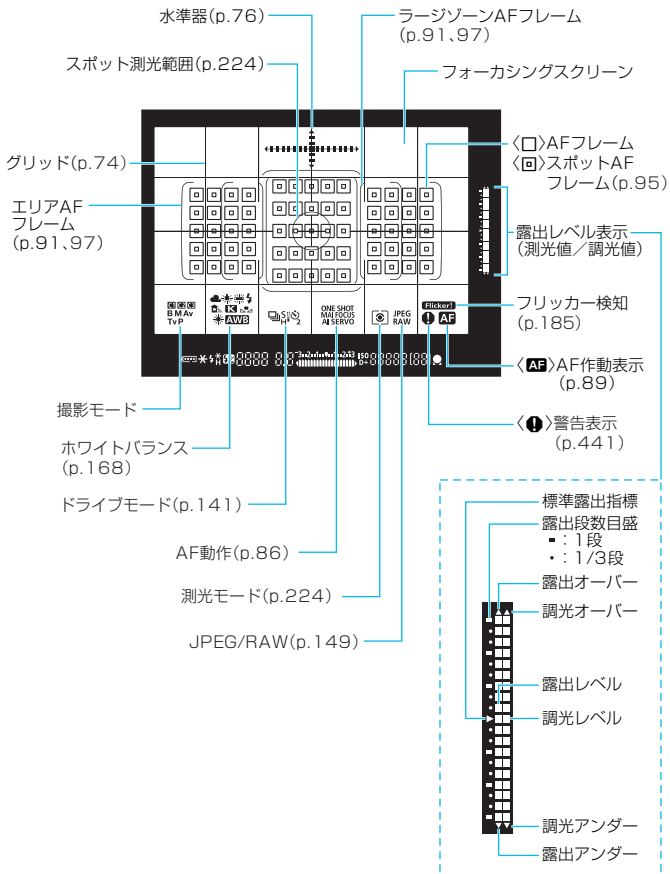 水準器(p.76)
ラージゾーンAFフレーム
(p.91、97)
スポット測光範囲(p.224)
フォーカシングスクリーン
グリッド(p.74)
〈□〉AFフレーム
〈回〉スポットAF
フレーム(p.95)
エリアAF
フレーム
(p.91、97)
露出レベル表示
(測光値/調光値)
Flicker!
フリッカー検知
(p.185)
B M Av
Tv P
K
AWB
S
H
2
ONE SHOT
MAI FOCUS
AI SERVO
JPEG
RAW
AF
〈AF〉AF作動表示
(p.89)
〈!〉警告表示
(p.441)
撮影モード
ホワイトバランス
(p.168)
ドライブモード(p.141)
AF動作(p.86)
測光モード(p.224)
JPEG/RAW(p.149)
標準露出指標
露出段数目盛
:1段
:1/3段
露出オーバー
調光オーバー
露出レベル
調光レベル
調光アンダー
露出アンダー